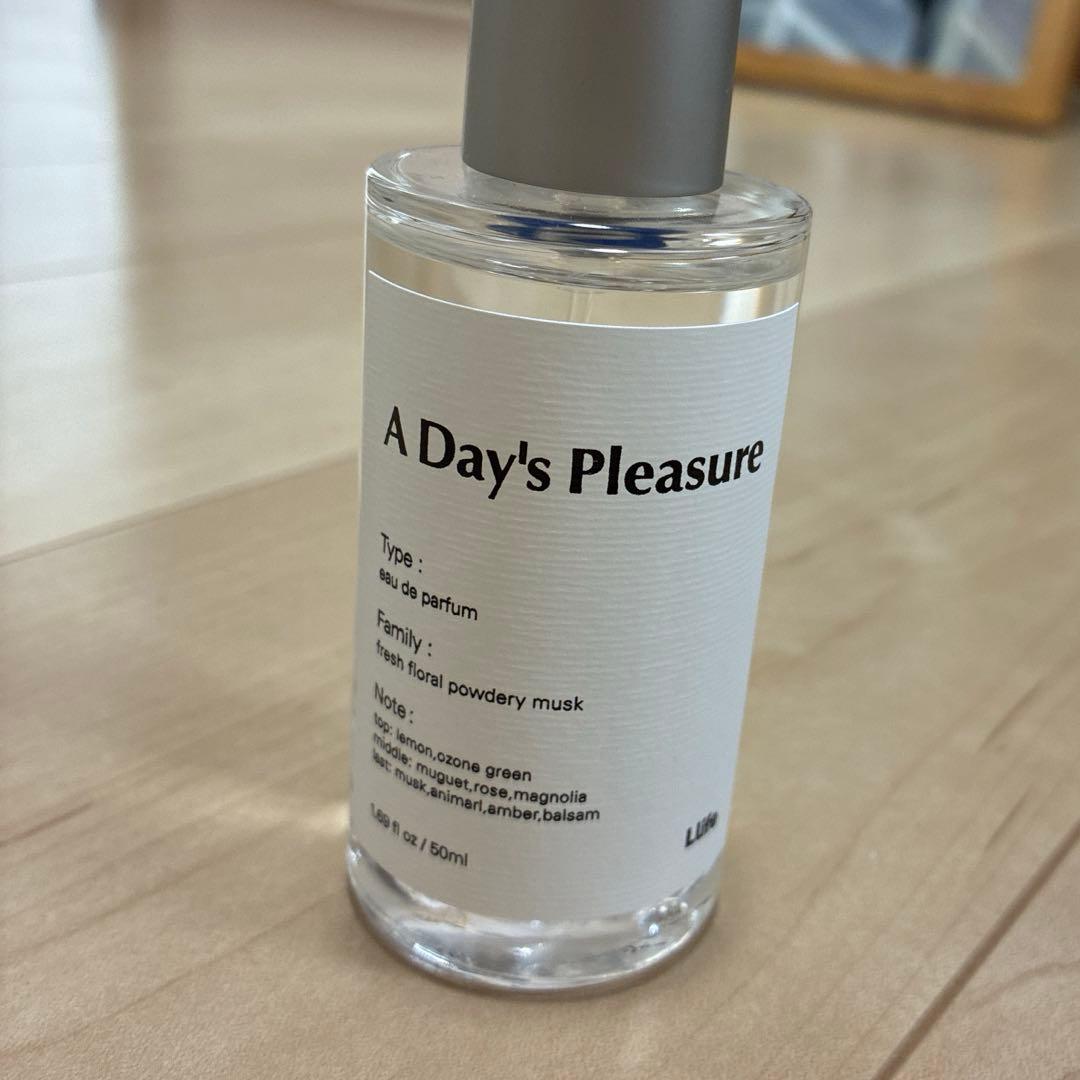 A Day's Pleasure
Type :
eau de parfum
Family :
fresh floral powdery musk
Note :
top: lemon,ozone green
middle: muguet,rose,magnolia
last: musk,animarl,amber,balsam
1.69 fl oz / 50ml